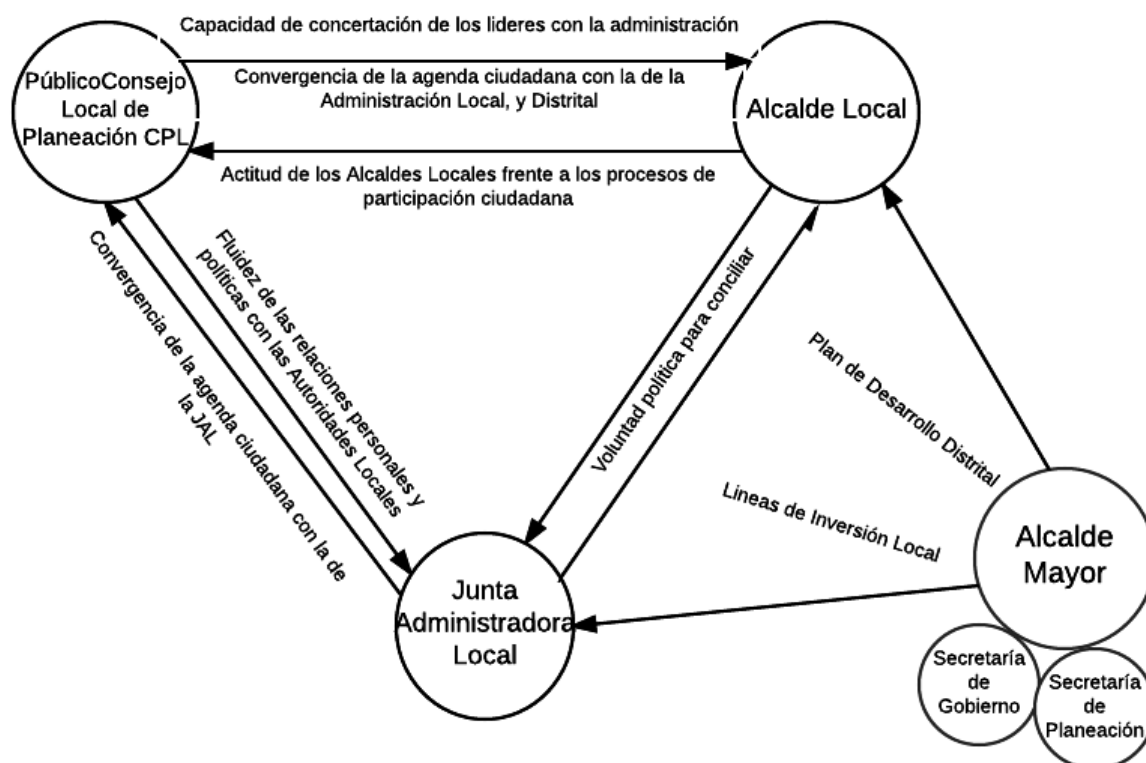 Capacidad de concertación de los lideres con la administración
PúblicoConsejo
Local de
Planeación CPL
Convergencia de la agenda ciudadana con la de la
Administración Local, y Distrital
Alcalde Local
Actitud de los Alcaldes Locales frente a los procesos de
participación ciudadana
Fluidez de las relaciones personales y
políticas con las Autoridades Locales
Convergencia de la agenda ciudadana con la de
la JAL
Voluntad política para conciliar
Plan de Desarrollo Distrital
Lineas de Inversión Local
Alcalde
Mayor
Junta
Administradora
Local
Secretaría
de
Gobierno
Secretaría
de
Planeación